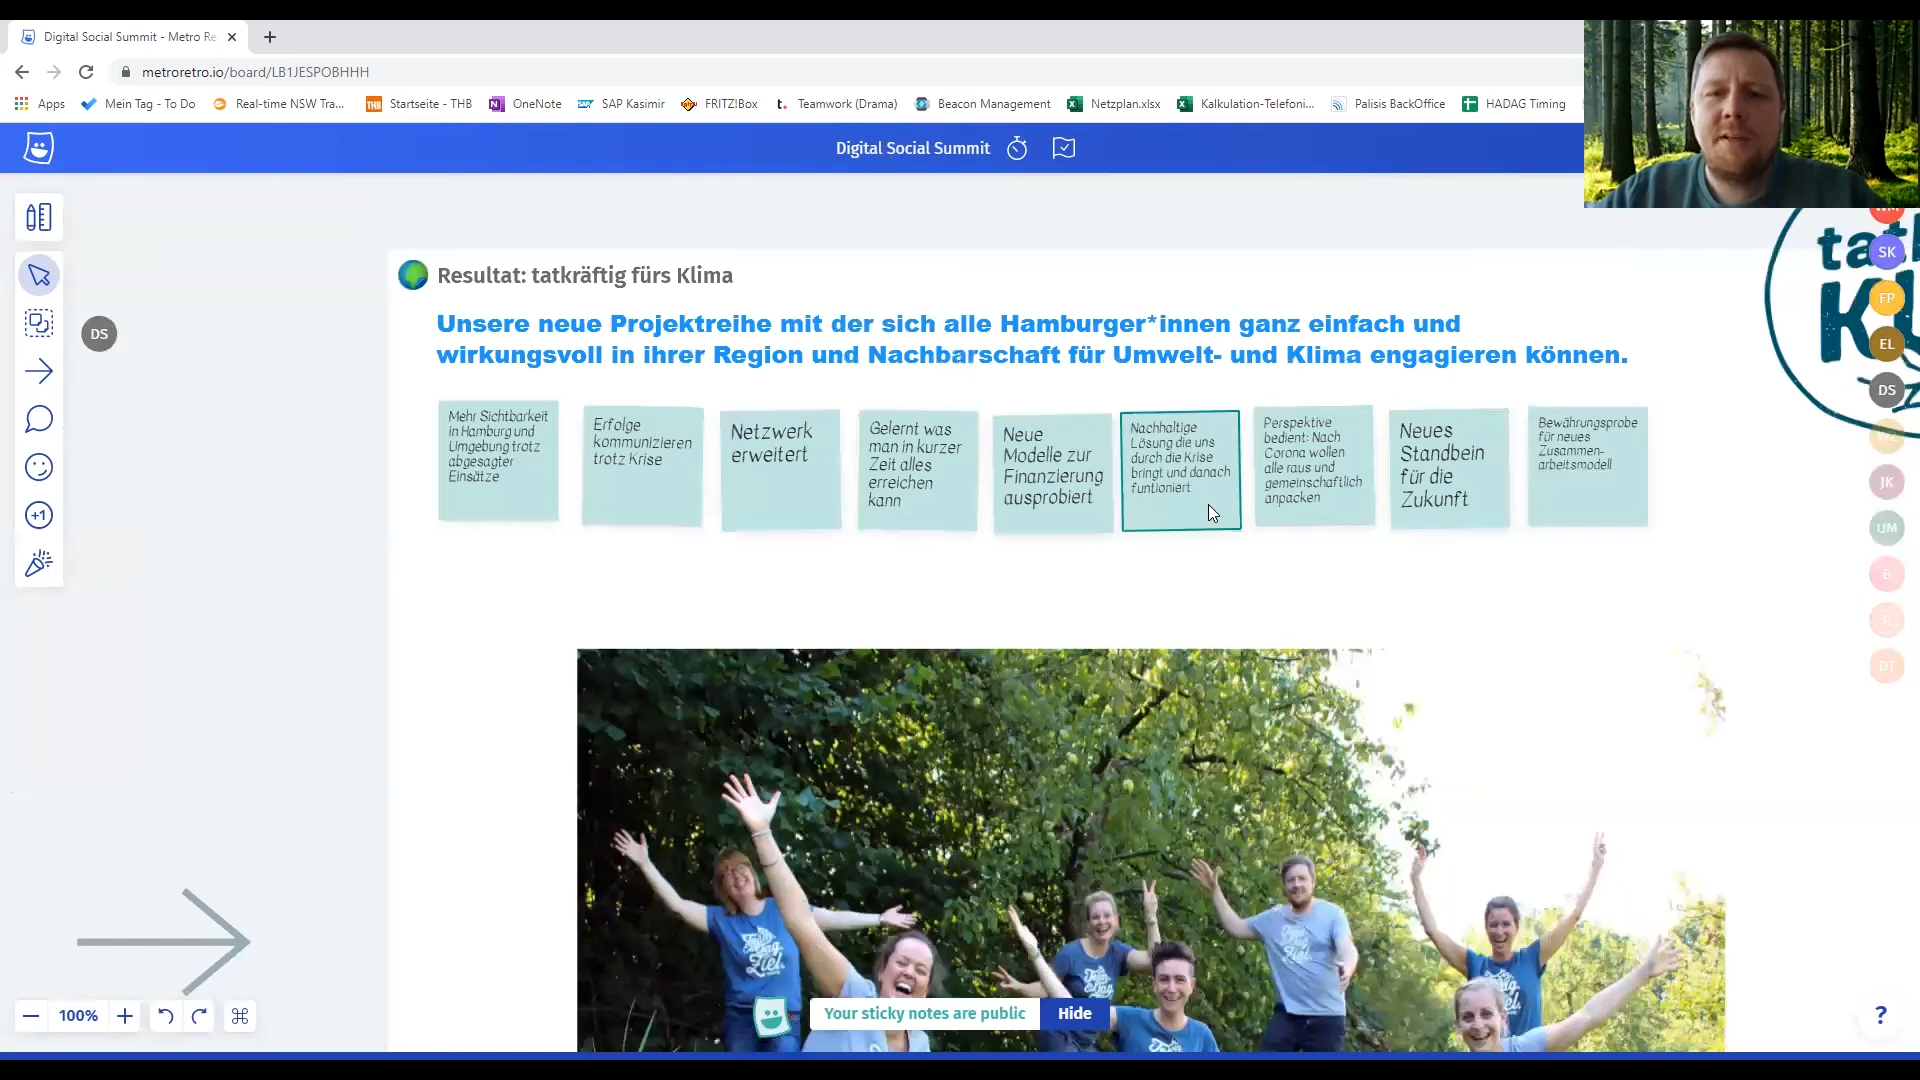 Digital Social Summit - Metro Re
metroretro.io/board/LB1JESPOBHHH
Apps
Mein Tag - To Do
Real-time NSW Tra...
Startseite - THB
OneNote
SAP Kasimir
FRITZ!Box
Teamwork (Drama)
Beacon Management
Netzplan.xlsx
Kalkulation-Telefoni...
Palisis BackOffice
HADAG Timing
Digital Social Summit
DS
Resultat: tatkräftig fürs Klima
Unsere neue Projektreihe mit der sich alle Hamburger*innen ganz einfach und
wirkungsvoll in ihrer Region und Nachbarschaft für Umwelt- und Klima engagieren können.
Mehr Sichtbarkeit
in Hamburg und
Umgebung trotz
abgesagter
Einsätze
Erfolge
kommunizieren
trotz Krise
Netzwerk
erweitert
Gelernt was
man in kurzer
Zeit alles
erreichen
kann
Neue
Modelle zur
Finanzierung
ausprobiert
Nachhaltige
Lösung die uns
durch die Krise
bringt und danach
funtioniert
Perspektive
bedient: Nach
Corona wollen
alle raus und
gemeinschaftlich
anpacken
Neues
Standbein
für die
Zukunft
Bewährungsprobe
für neues
Zusammen-
arbeitsmodell
SK
FP
EL
DS
JK
UM
B
R
DT
+1
100%
Your sticky notes are public
Hide
?